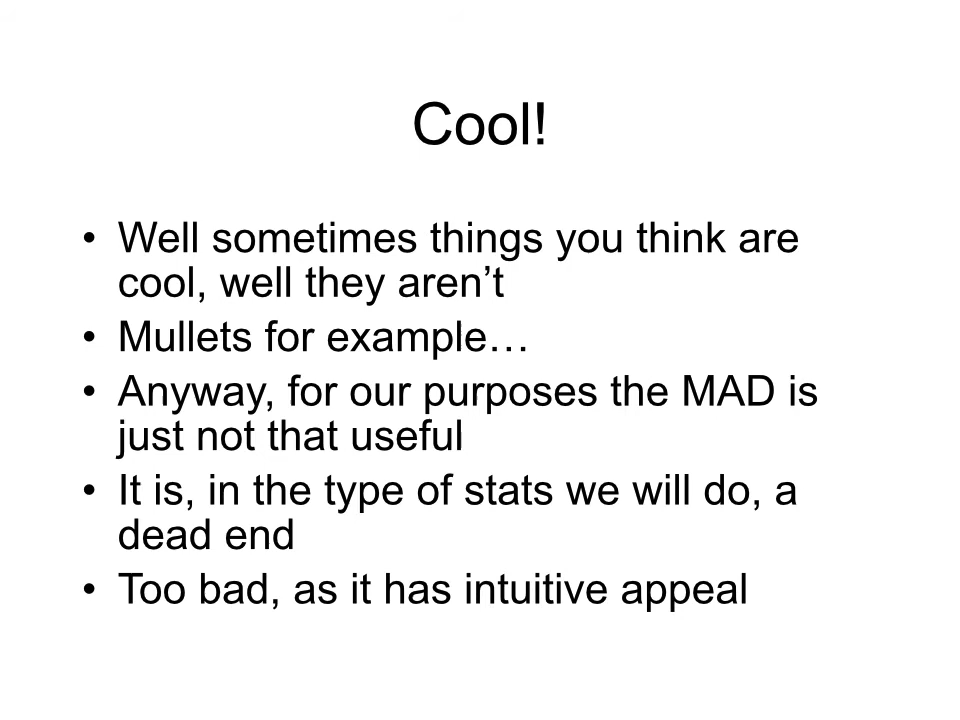 Cool!
• Well sometimes things you think are
cool, well they aren’t
• Mullets for example…
• Anyway, for our purposes the MAD is
just not that useful
• It is, in the type of stats we will do, a
dead end
• Too bad, as it has intuitive appeal